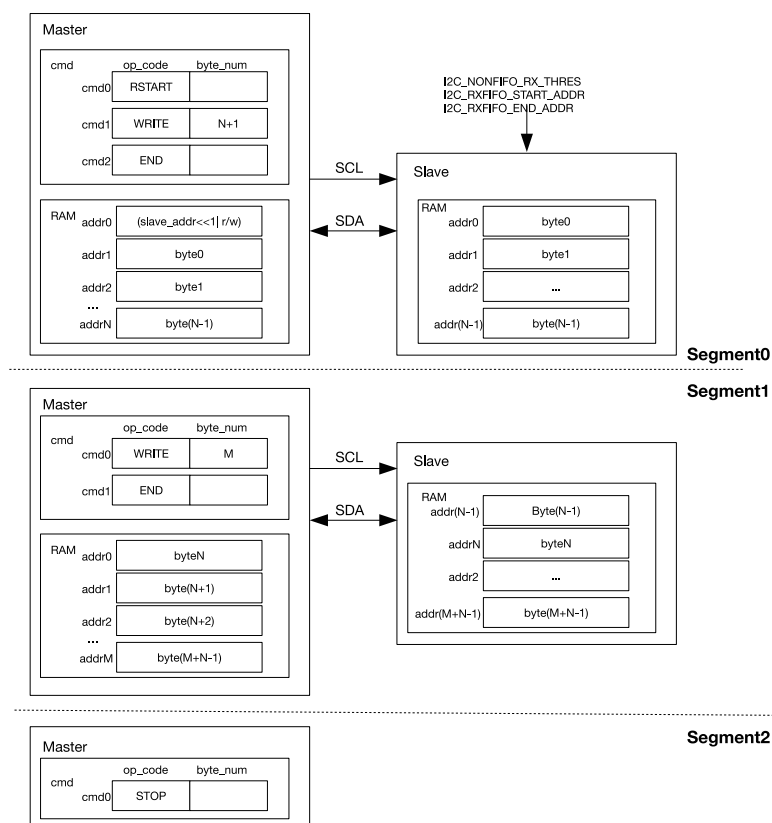 Master
cmd op_code byte_num
cmd0 RSTART
cmd1 WRITE N+1
cmd2 END
RAM addr0 (slave_addr<<1| r/w)
addr1 byte0
addr2 byte1
...
addrN byte(N-1)
SCL
SDA
I2C_NONFIFO_RX_THRES
I2C_RXFIFO_START_ADDR
I2C_RXFIFO_END_ADDR
Slave
RAM
addr0 byte0
addr1 byte1
addr2 ...
addr(N-1) byte(N-1)
Segment0
Segment1
Master
op_code byte_num
cmd
cmd0 WRITE M
cmd1 END
RAM addr0 byteN
addr1 byte(N+1)
addr2 byte(N+2)
...
addrM byte(M+N-1)
SCL
SDA
Slave
RAM
addr(N-1) Byte(N-1)
addrN byteN
addr2 ...
addr(M+N-1) byte(M+N-1)
Segment2
Master
op_code byte_num
cmd
cmd0 STOP